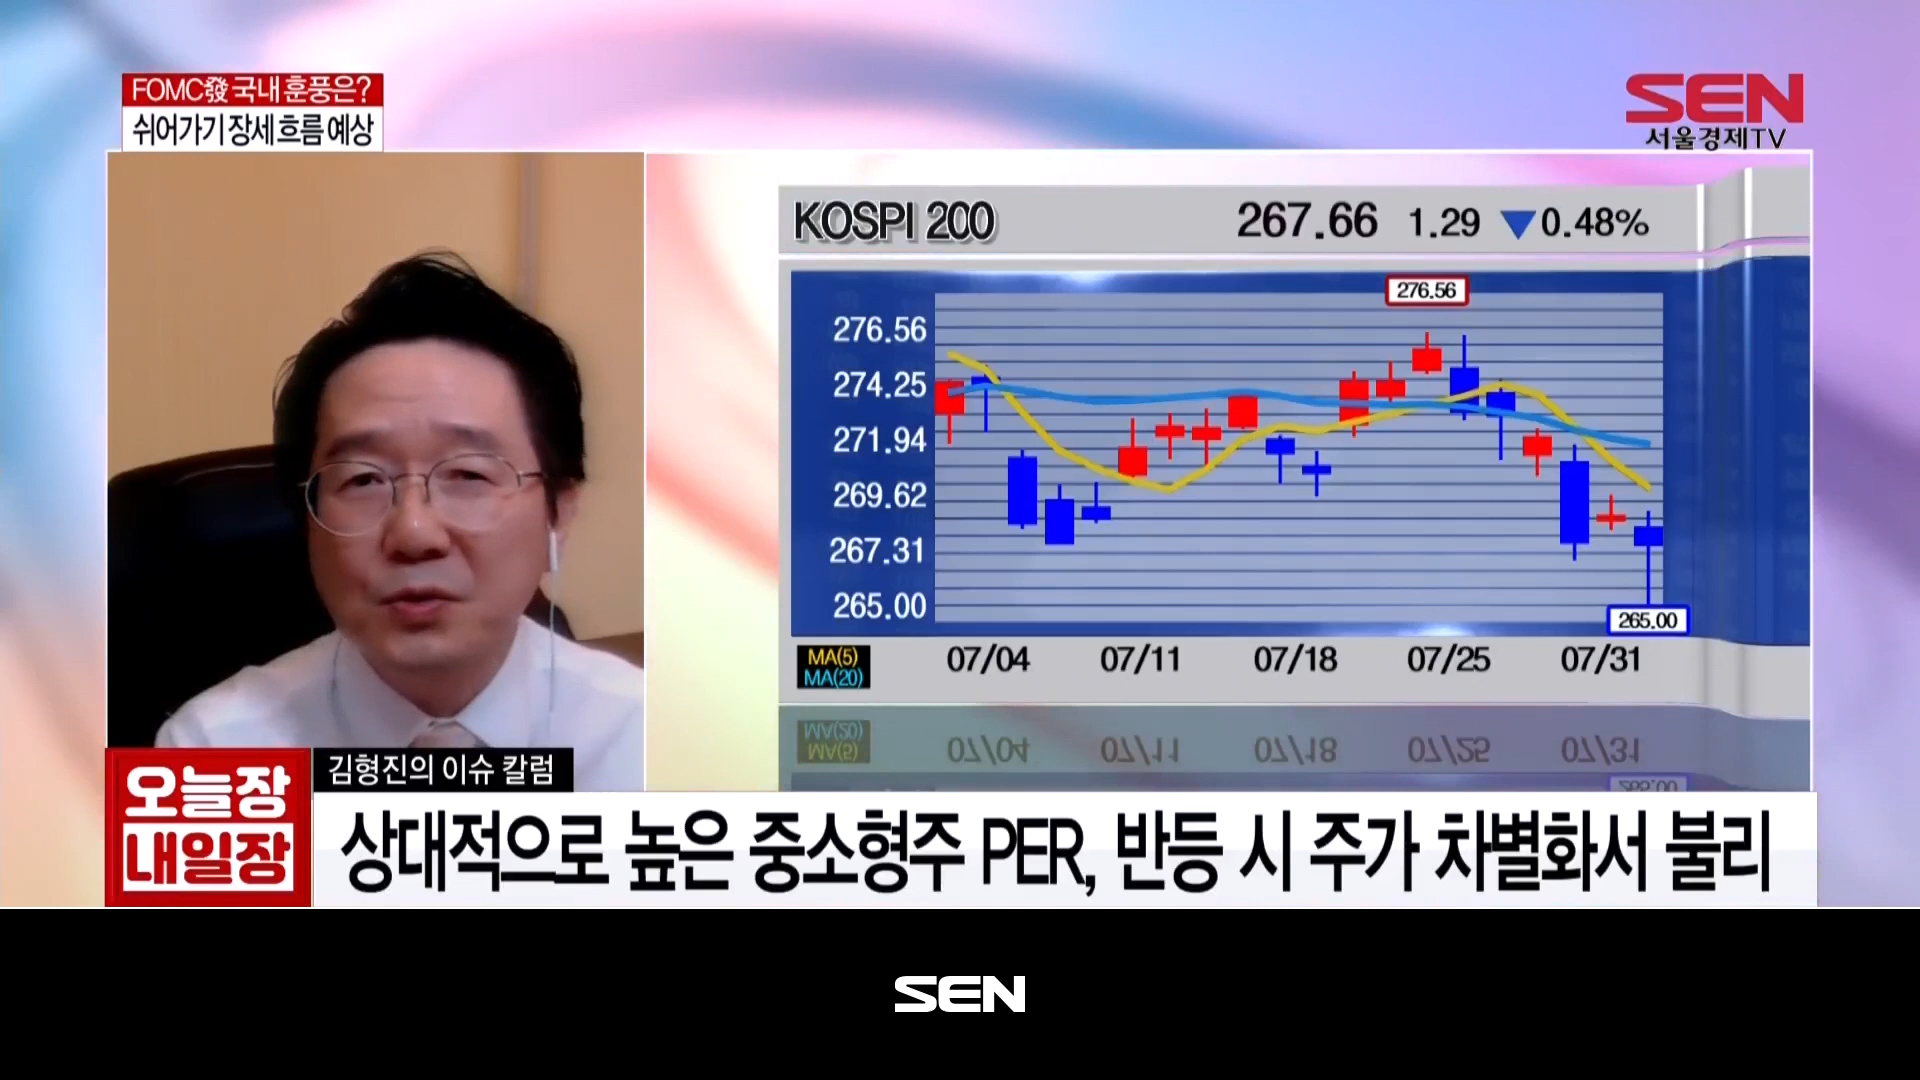 FOMC發 국내 훈풍은?
쉬어가기 장세 흐름 예상
SEN
서울경제TV
KOSPI 200 267.66 1.29 ▼0.48%
276.56
276.56
274.25
271.94
269.62
267.31
265.00
265.00
MA(5)
MA(20)
07/04 07/11 07/18 07/25 07/31
오늘장
내일장
김형진의 이슈 칼럼
상대적으로 높은 중소형주 PER, 반등 시 주가 차별화서 불리
SEN